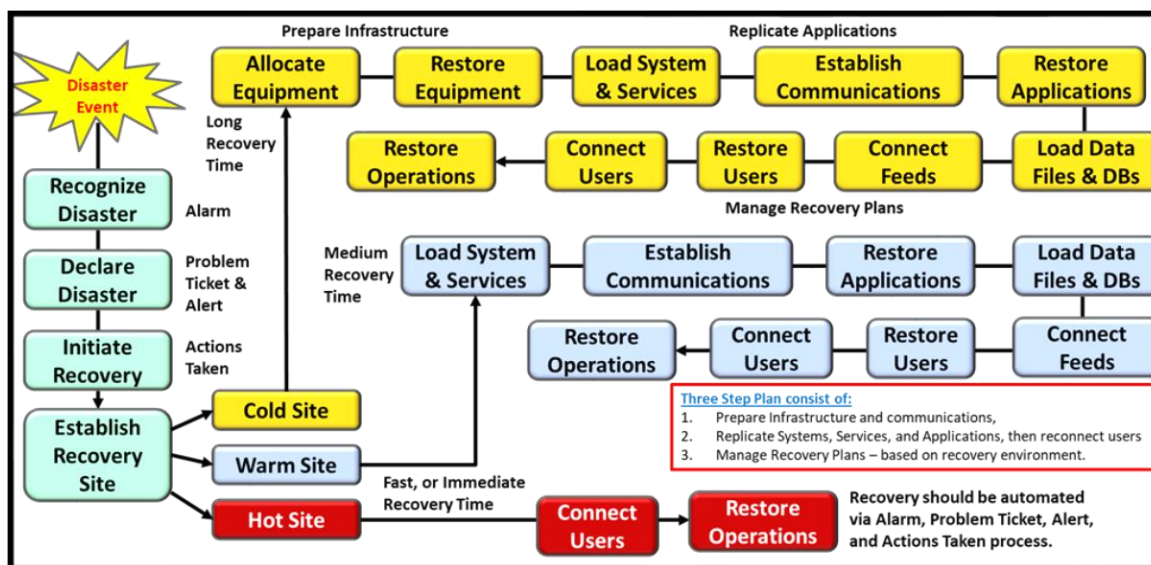 Prepare Infrastructure
Replicate Applications
Disaster
Event
Allocate
Equipment
Restore
Equipment
Load System
& Services
Establish
Communications
Restore
Applications
Long
Recovery
Time
Restore
Operations
Connect
Users
Restore
Users
Connect
Feeds
Load Data
Files & DBs
Manage Recovery Plans
Recognize
Disaster
Alarm
Declare
Disaster
Problem
Ticket &
Alert
Initiate
Recovery
Actions
Taken
Medium
Recovery
Time
Load System
& Services
Establish
Communications
Restore
Applications
Load Data
Files & DBs
Restore
Operations
Connect
Users
Restore
Users
Connect
Feeds
Establish
Recovery
Site
Cold Site
Warm Site
Hot Site
Three Step Plan consist of:
1. Prepare Infrastructure and communications,
2. Replicate Systems, Services, and Applications, then reconnect users
3. Manage Recovery Plans – based on recovery environment.
Fast, or Immediate
Recovery Time
Connect
Users
Restore
Operations
Recovery should be automated
via Alarm, Problem Ticket, Alert,
and Actions Taken process.